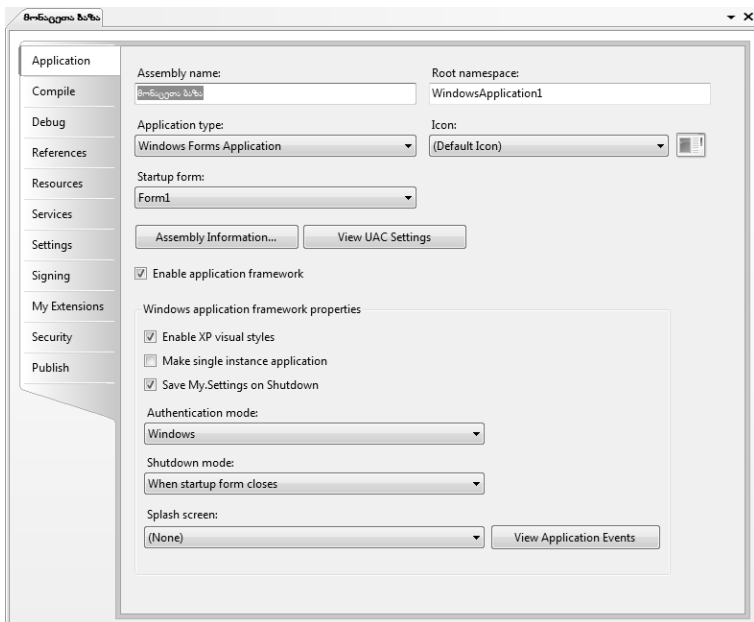 მონაცეთა ბაზა
Application
Compile
Debug
References
Resources
Services
Settings
Signing
My Extensions
Security
Publish
Assembly name:
მონაცეთა ბაზა
Root namespace:
WindowsApplication1
Application type:
Windows Forms Application
Icon:
(Default Icon)
Startup form:
Form1
Assembly Information...
View UAC Settings
Enable application framework
Windows application framework properties
Enable XP visual styles
Make single instance application
Save My.Settings on Shutdown
Authentication mode:
Windows
Shutdown mode:
When startup form closes
Splash screen:
(None)
View Application Events